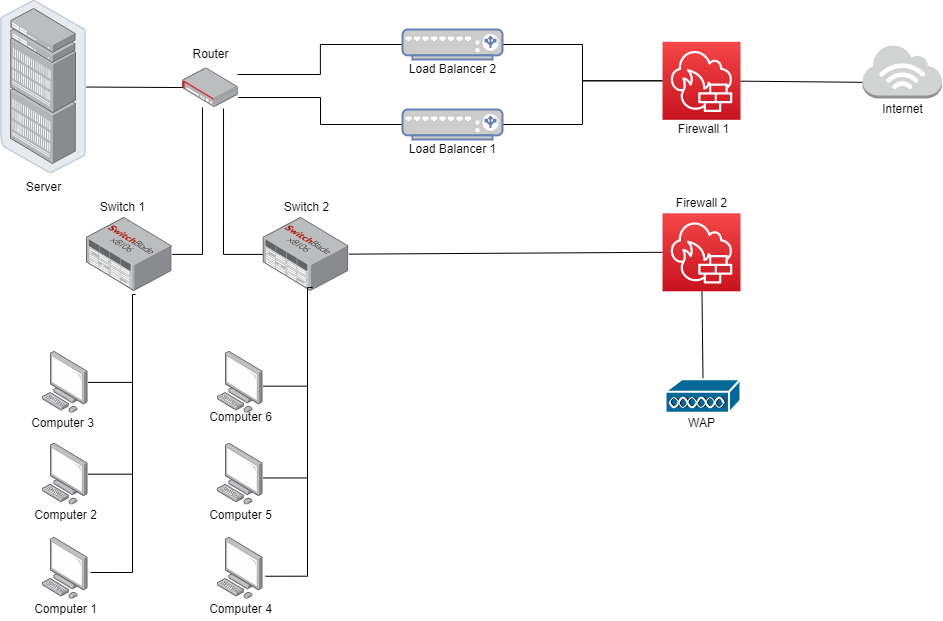 Router
Load Balancer 2
Load Balancer 1
Firewall 1
Internet
Server
Switch 1
SwitchBlade
x8106
Switch 2
SwitchBlade
x8106
Firewall 2
WAP
Computer 3
Computer 6
Computer 2
Computer 5
Computer 1
Computer 4